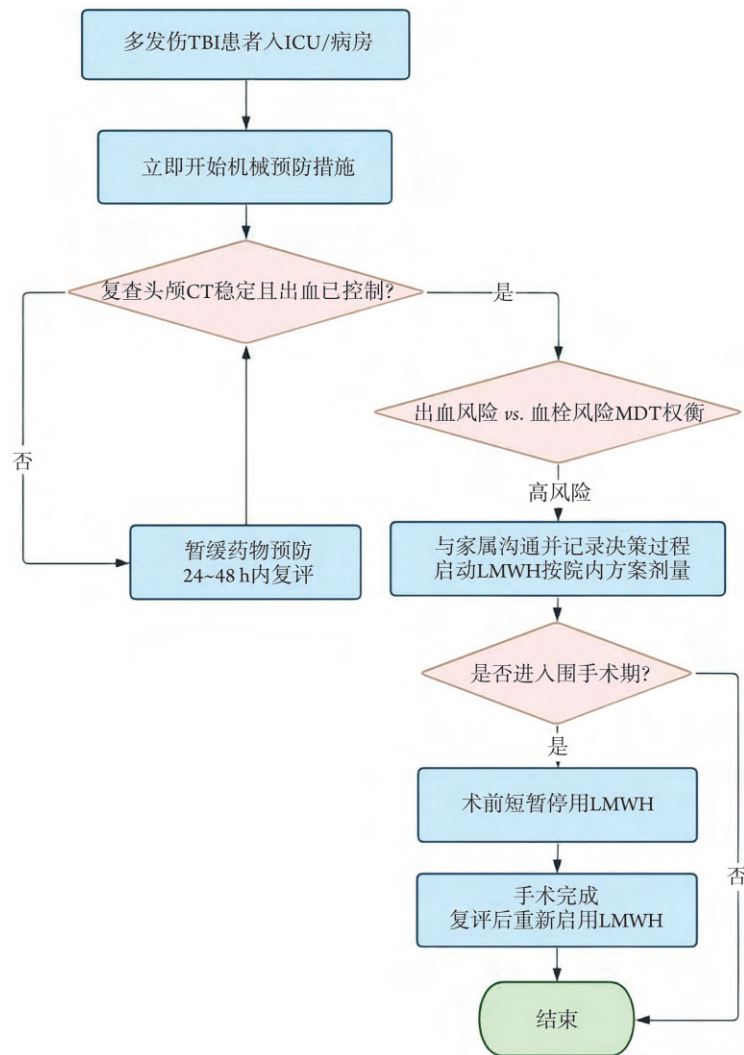 多发伤TBI患者入ICU/病房
立即开始机械预防措施
复查头颅CT稳定且出血已控制?
是
出血风险 vs. 血栓风险MDT权衡
否
高风险
暂缓药物预防
24~48 h内复评
与家属沟通并记录决策过程
启动LMWH按院内方案剂量
是否进入围手术期?
是
术前短暂停用LMWH
否
手术完成
复评后重新启用LMWH
结束